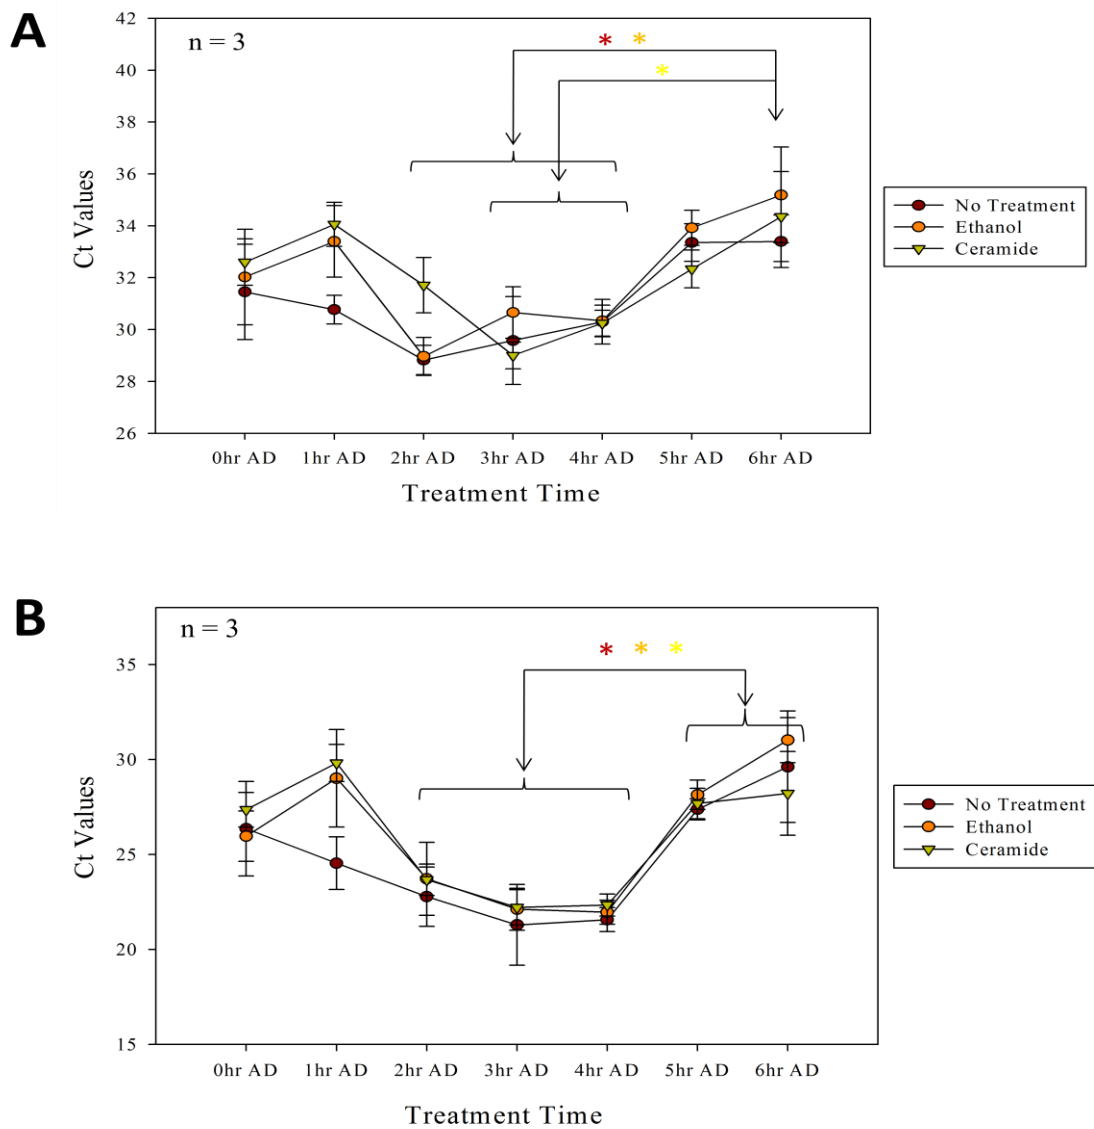 A
n = 3
* *
*
42
40
38
36
34
32
30
28
26
Ct Values
0hr AD 1hr AD 2hr AD 3hr AD 4hr AD 5hr AD 6hr AD
Treatment Time
No Treatment
Ethanol
Ceramide
B
n = 3
* * *
35
30
25
20
15
Ct Values
0hr AD 1hr AD 2hr AD 3hr AD 4hr AD 5hr AD 6hr AD
Treatment Time
No Treatment
Ethanol
Ceramide